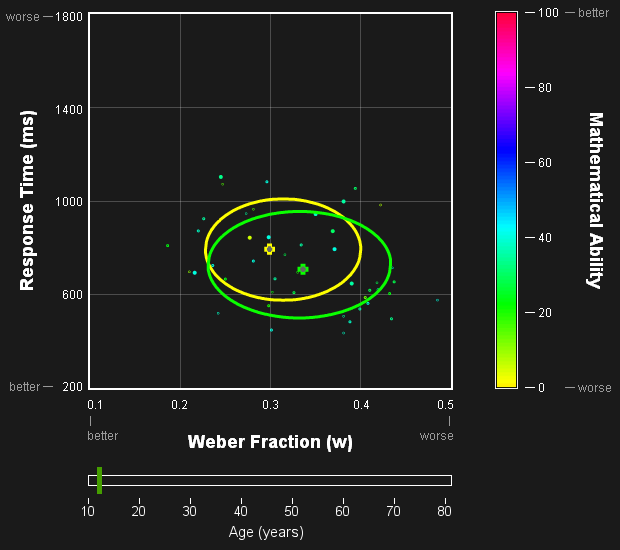 worse
1800
1400
1000
600
better
200
Response Time (ms)
0.1 0.2 0.3 0.4 0.5
better worse
Weber Fraction (w)
10 20 30 40 50 60 70 80
Age (years)
100 better
80
60
40
20
0 worse
Mathematical Ability